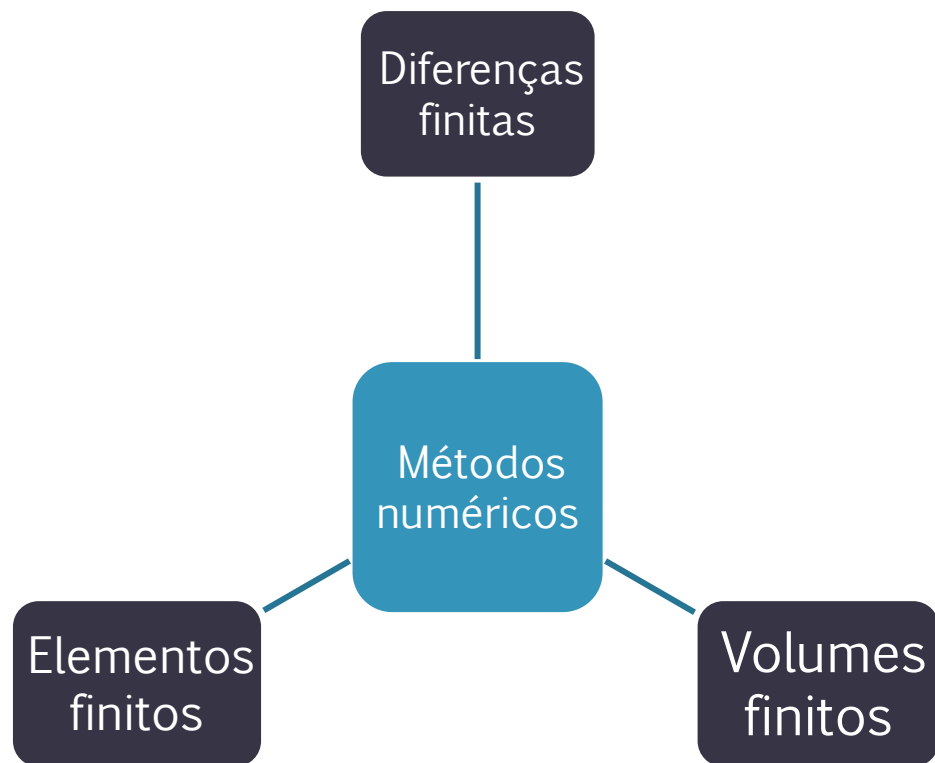 Diferenças
finitas
Métodos
numéricos
Elementos
finitos
Volumes
finitos